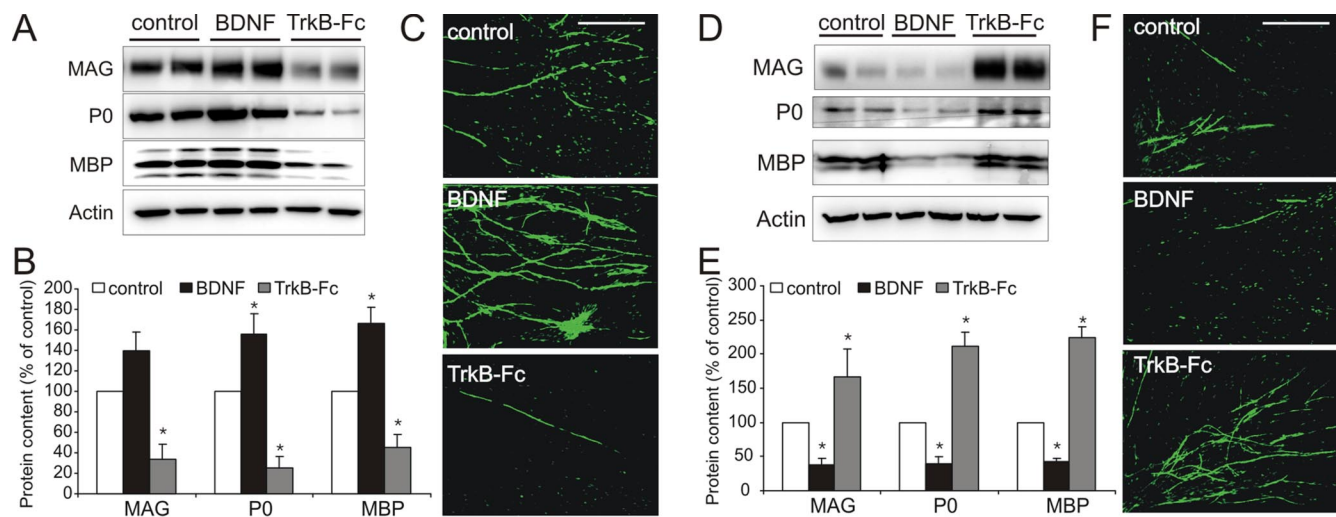 A
control BDNF TrkB-Fc
MAG
P0
MBP
Actin
B
Protein content (% of control)
200
180
160
140
120
100
80
60
40
20
0
control BDNF TrkB-Fc
*
*
*
*
*
MAG P0 MBP
C
control
BDNF
TrkB-Fc
D
control BDNF TrkB-Fc
MAG
P0
MBP
Actin
E
Protein content (% of control)
300
250
200
150
100
50
0
control BDNF TrkB-Fc
*
*
*
*
*
*
MAG P0 MBP
F
control
BDNF
TrkB-Fc